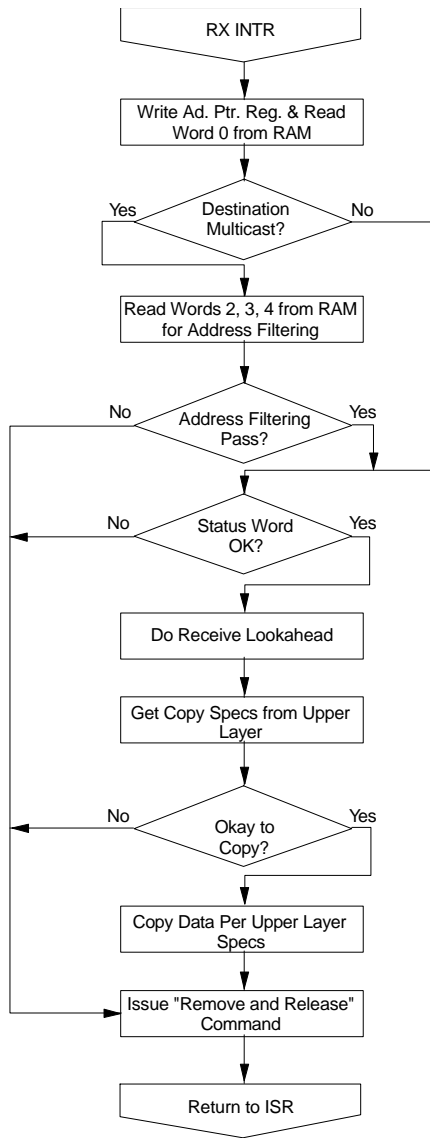 RX INTR
Write Ad. Ptr. Reg. & Read
Word 0 from RAM
Yes
Destination
Multicast?
No
Read Words 2, 3, 4 from RAM
for Address Filtering
No
Address Filtering
Pass?
Yes
No
Status Word
OK?
Yes
Do Receive Lookahead
Get Copy Specs from Upper
Layer
No
Okay to
Copy?
Yes
Copy Data Per Upper Layer
Specs
Issue "Remove and Release"
Command
Return to ISR